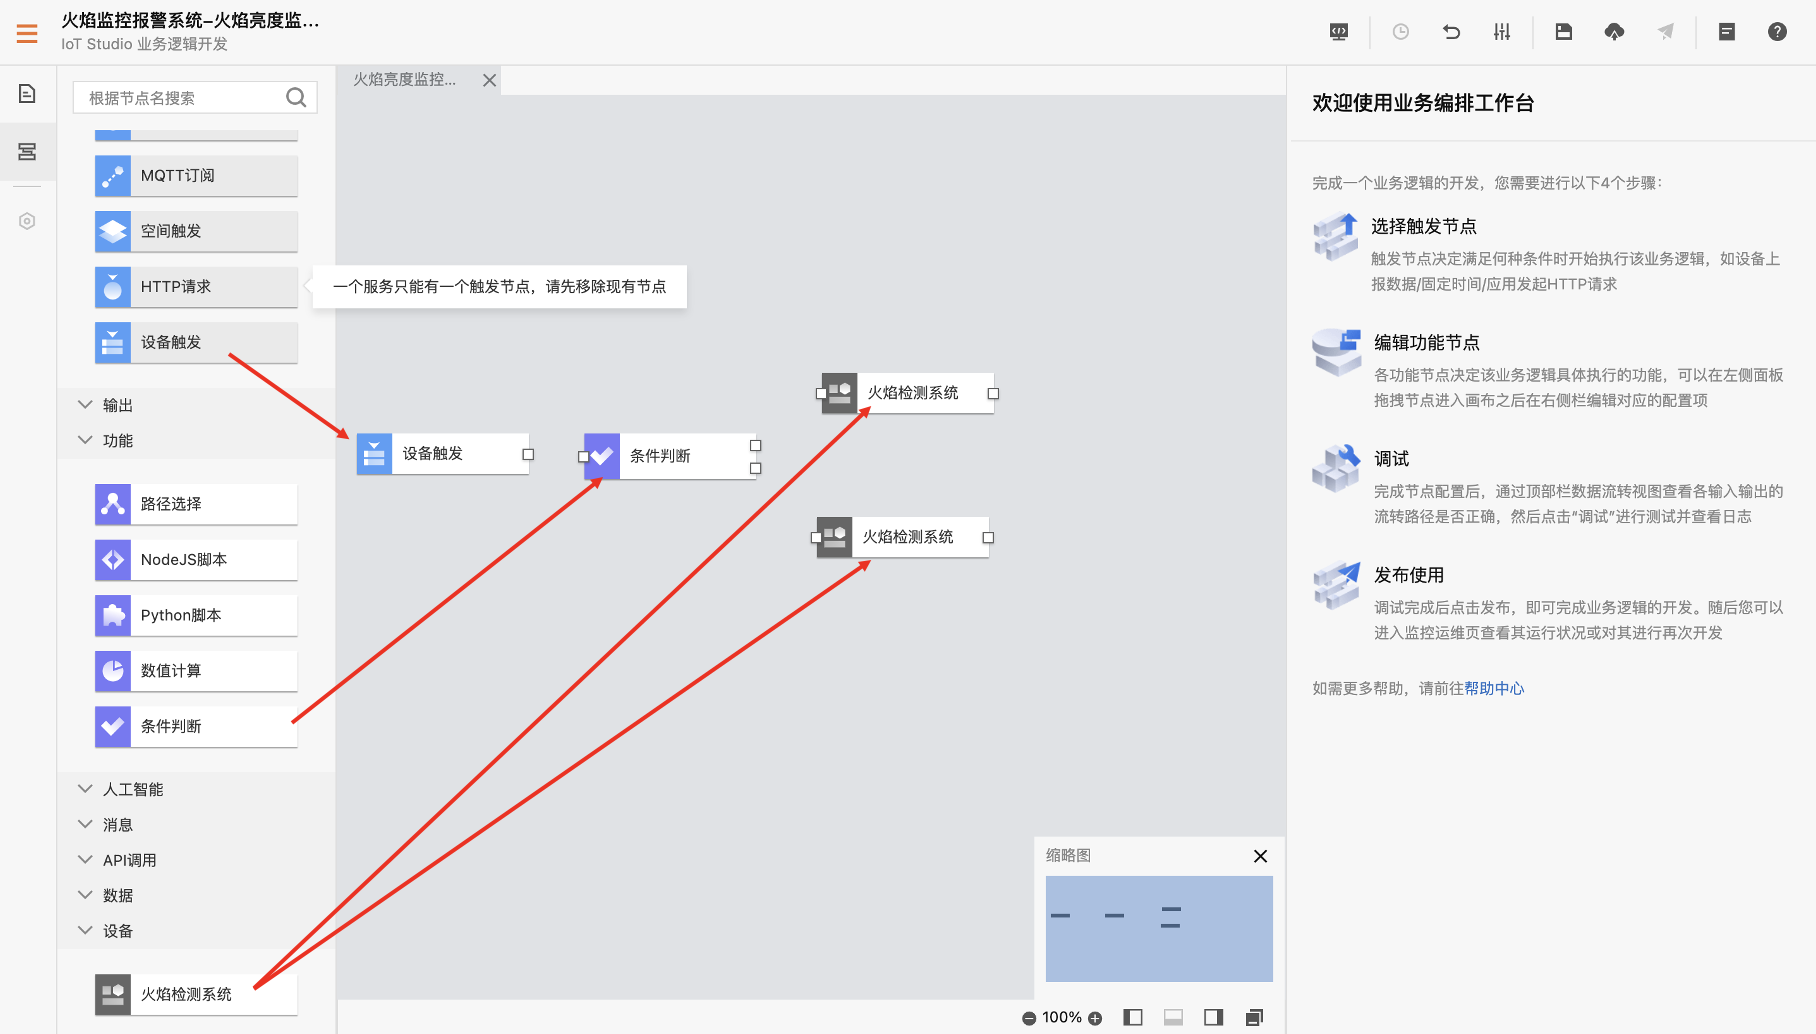 火焰监控报警系统-火焰亮度监...
IoT Studio 业务逻辑开发
根据节点名搜索
MQTT订阅
空间触发
HTTP请求
设备触发
输出
功能
路径选择
NodeJS脚本
Python脚本
数值计算
条件判断
人工智能
消息
API调用
数据
设备
火焰检测系统
火焰亮度监控...
一个服务只能有一个触发节点，请先移除现有节点
设备触发
条件判断
火焰检测系统
火焰检测系统
缩略图
100%
欢迎使用业务编排工作台
完成一个业务逻辑的开发，您需要进行以下4个步骤：
选择触发节点
触发节点决定满足何种条件时开始执行该业务逻辑，如设备上
报数据/固定时间/应用发起HTTP请求
编辑功能节点
各功能节点决定该业务逻辑具体执行的功能，可以在左侧面板
拖拽节点进入画布之后在右侧栏编辑对应的配置项
调试
完成节点配置后，通过顶部栏数据流转视图查看各输入输出的
流转路径是否正确，然后点击“调试”进行测试并查看日志
发布使用
调试完成后点击发布，即可完成业务逻辑的开发。随后您可以
进入监控运维页查看其运行状况或对其进行再次开发
如需更多帮助，请前往帮助中心